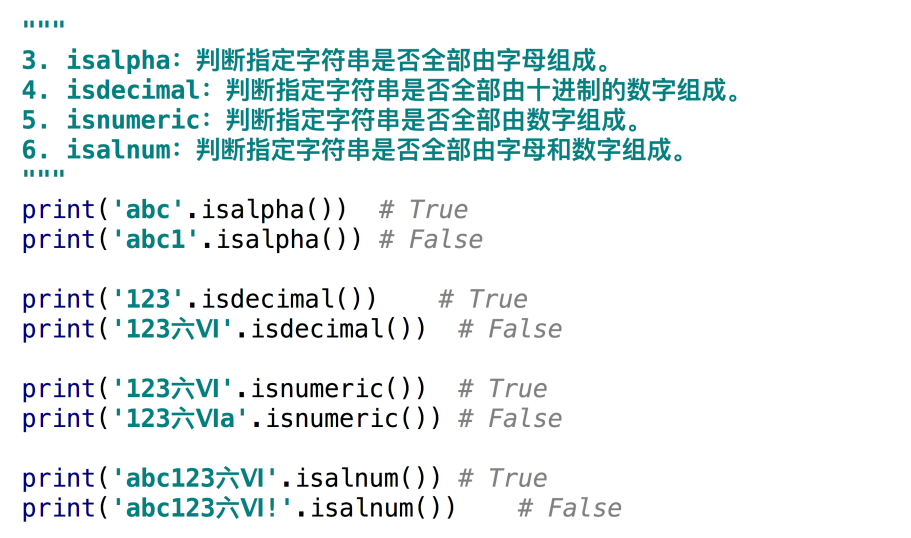 """
3. isalpha：判断指定字符串是否全部由字母组成。
4. isdecimal：判断指定字符串是否全部由十进制的数字组成。
5. isnumeric：判断指定字符串是否全部由数字组成。
6. isalnum：判断指定字符串是否全部由字母和数字组成。
"""
print('abc'.isalpha())  # True
print('abc1'.isalpha()) # False
print('123'.isdecimal())    # True
print('123六Ⅵ'.isdecimal())  # False
print('123六Ⅵ'.isnumeric())  # True
print('123六Ⅵa'.isnumeric()) # False
print('abc123六Ⅵ'.isalnum()) # True
print('abc123六Ⅵ!'.isalnum())    # False